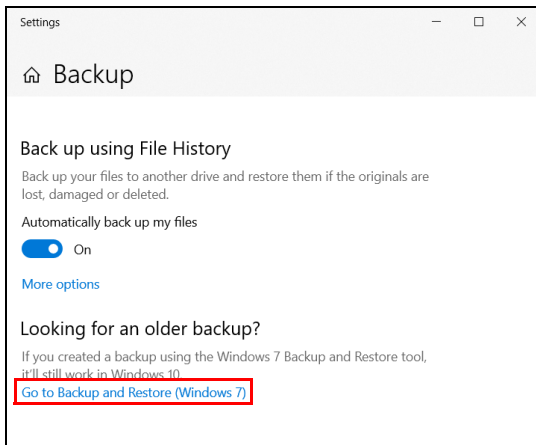 Settings
Backup
Back up using File History
Back up your files to another drive and restore them if the originals are
lost, damaged or deleted.
Automatically back up my files
On
More options
Looking for an older backup?
If you created a backup using the Windows 7 Backup and Restore tool,
it'll still work in Windows 10.
Go to Backup and Restore (Windows 7)